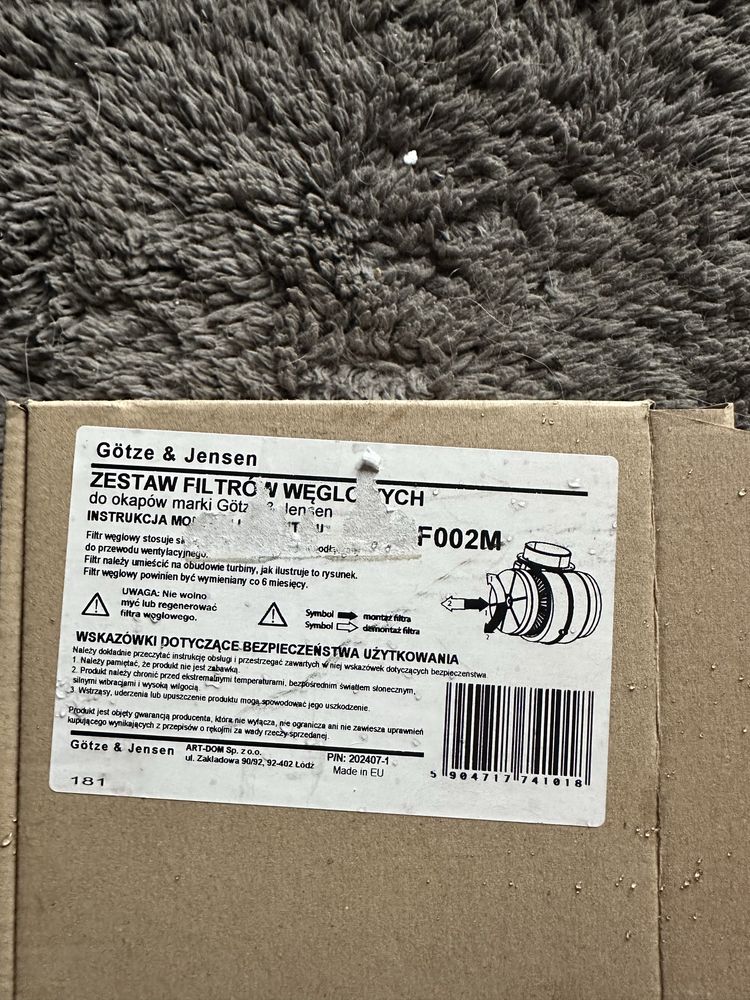 Götze & Jensen
ZESTAW FILTRÓW WĘGLOWYCH
do okapów marki Götze & Jensen
INSTRUKCJA
F002M
Filtr węglowy stosuje
do przewodu wentylacyjnego.
Filtr należy umieścić na obudowie turbiny, jak ilustruje to rysunek.
Filtr węglowy powinien być wymieniany co 6 miesięcy.
UWAGA: Nie wolno
myć lub regenerować
filtra węglowego.
Symbol montaż filtra
Symbol demontaż filtra
2
2
WSKAZÓWKI DOTYCZĄCE BEZPIECZEŃSTWA UŻYTKOWANIA
Należy dokładnie przeczytać instrukcję obsługi i przestrzegać zawartych w niej wskazówek dotyczących bezpieczeństwa
1. Należy pamiętać, że produkt nie jest zabawką.
2. Produkt należy chronić przed ekstremalnymi temperaturami, bezpośrednim światłem słonecznym,
silnymi wibracjami i wysoką wilgocią.
3. Wstrząsy, uderzenia lub upuszczenie produktu mogą spowodować jego uszkodzenie.
Produkt jest objęty gwarancją producenta, która nie wyłącza, nie ogranicza ani nie zawiesza uprawnień
kupującego wynikających z przepisów o rękojmi za wady rzeczy sprzedanej.
Götze & Jensen
ART-DOM Sp. z o.o.
ul. Zakładowa 90/92, 92-402 Łódź
P/N: 202407-1
Made in EU
5 904717 741018
181